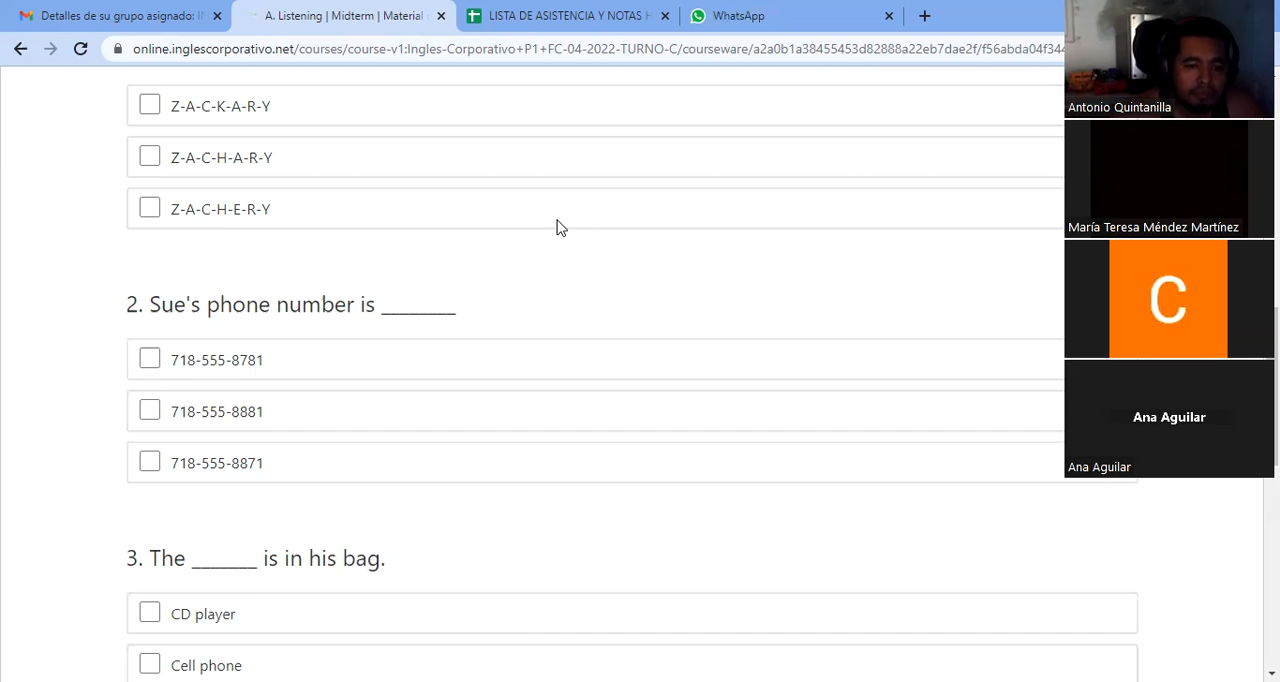 Detalles de su grupo asignado: I
A. Listening | Midterm | Material
LISTA DE ASISTENCIA Y NOTAS
WhatsApp
online.inglescorporativo.net/courses/course-v1:Ingles-Corporativo+P1+FC-04-2022-TURNO-C/courseware/a2a0b1a38455453d82888a22eb7dae2f/f56abda04f344
Antonio Quintanilla
Z-A-C-K-A-R-Y
Z-A-C-H-A-R-Y
Z-A-C-H-E-R-Y
María Teresa Méndez Martínez
C
2. Sue's phone number is ________
718-555-8781
718-555-8881
718-555-8871
Ana Aguilar
Ana Aguilar
3. The _______ is in his bag.
CD player
Cell phone